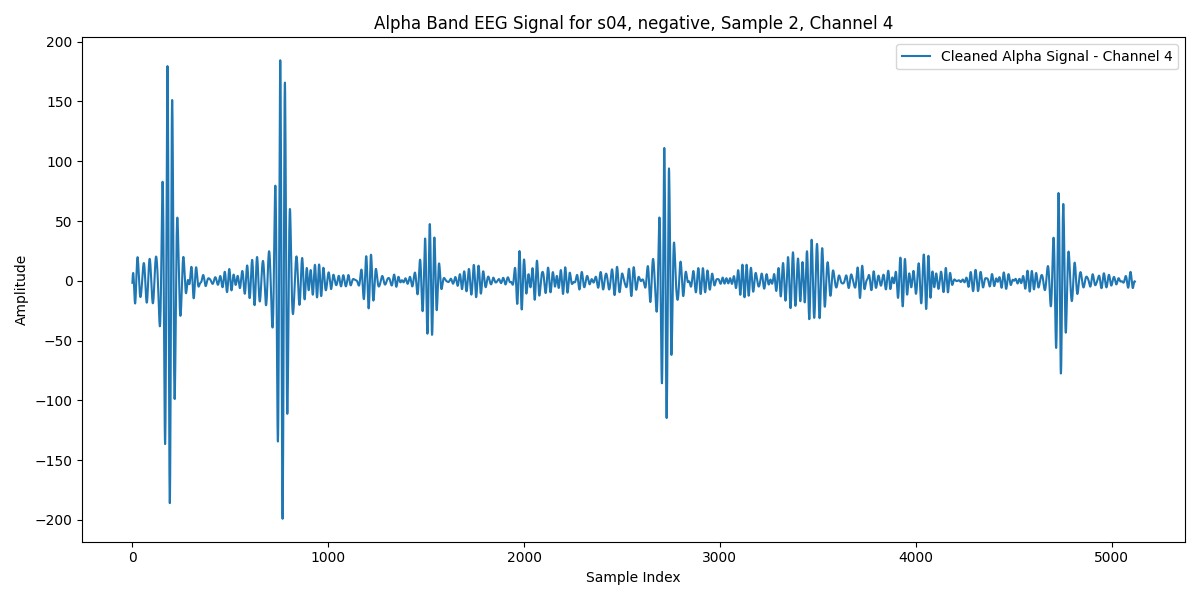 Alpha Band EEG Signal for s04, negative, Sample 2, Channel 4
Cleaned Alpha Signal - Channel 4
200
150
100
50
0
−50
−100
−150
−200
Amplitude
0 1000 2000 3000 4000 5000
Sample Index